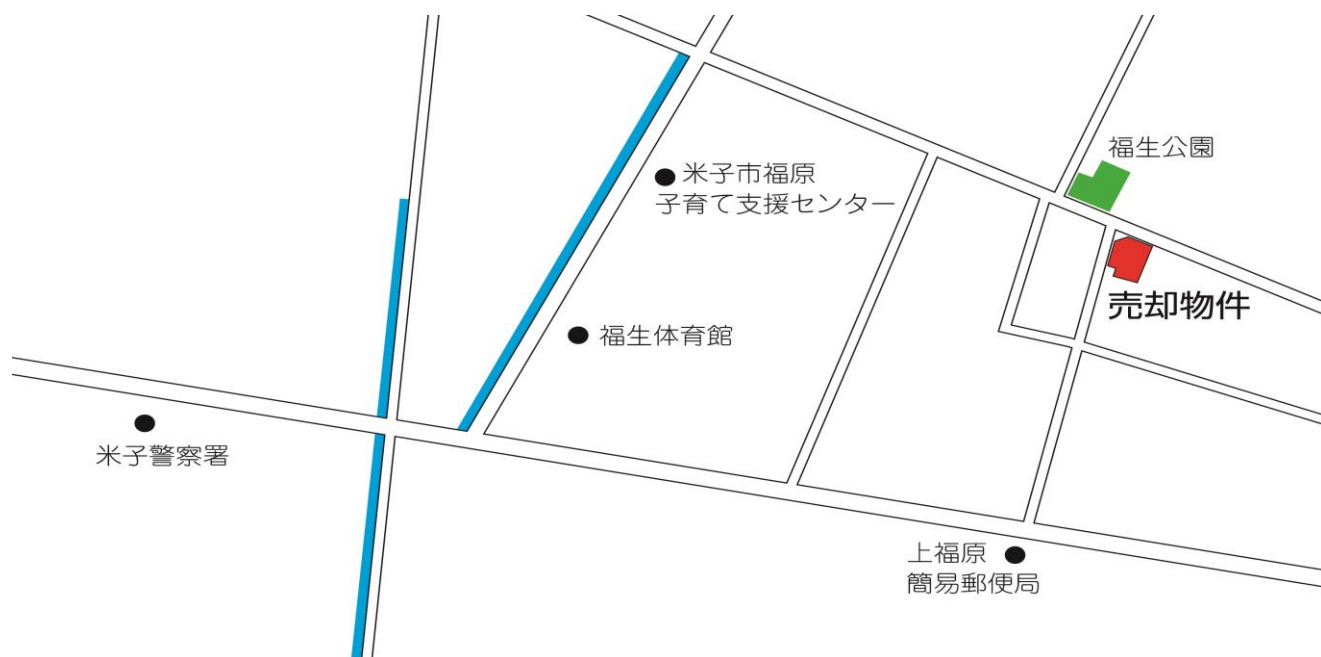 福生公園
米子市福原
子育て支援センター
売却物件
福生体育館
米子警察署
上福原
簡易郵便局